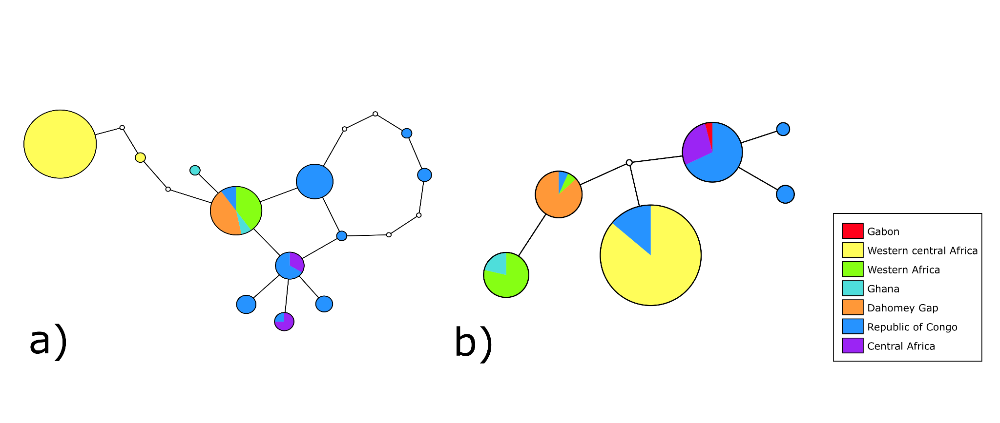 a)
b)
Gabon
Western central Africa
Western Africa
Ghana
Dahomey Gap
Republic of Congo
Central Africa